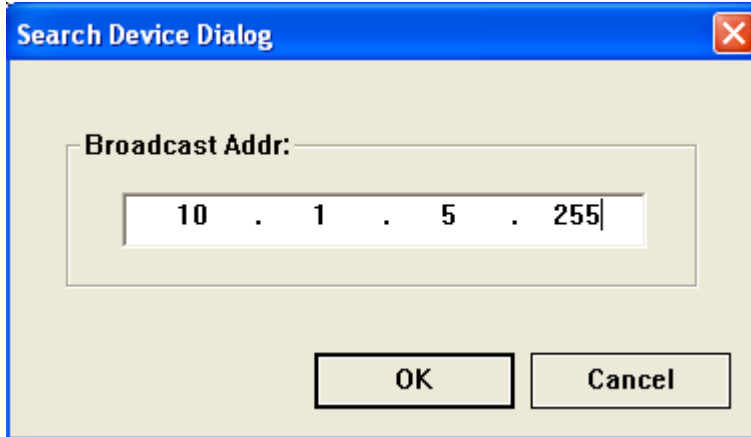 Search Device Dialog
Broadcast Addr:
10 . 1 . 5 . 255
OK Cancel